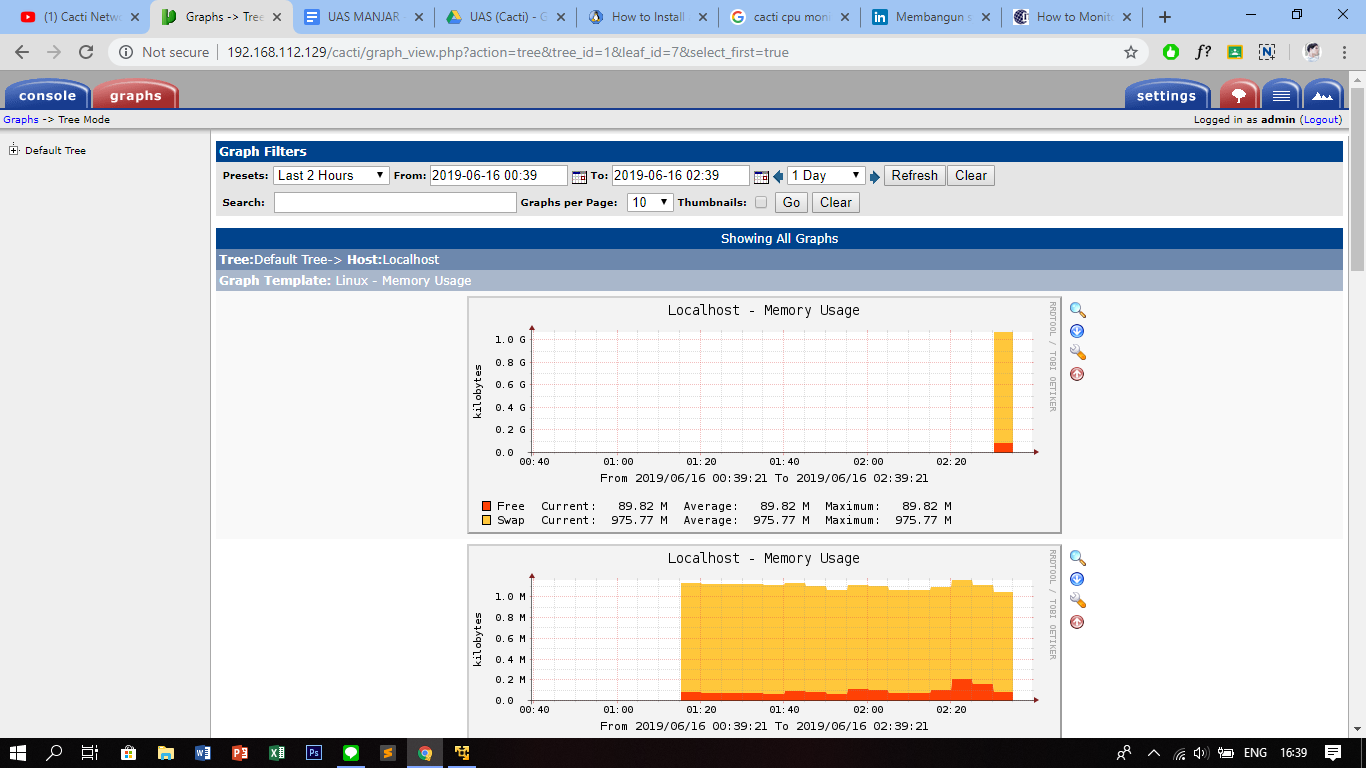 (1) Cacti Netw
Graphs -> Tree
UAS MANJAR
UAS (Cacti) - G
How to Install
cacti cpu moni
Membangun s
How to Monito
Not secure
192.168.112.129/cacti/graph_view.php?action=tree&tree_id=1&leaf_id=7&select_first=true
f?
N
console
graphs
settings
Graphs -> Tree Mode
Logged in as admin (Logout)
Default Tree
Graph Filters
Presets: Last 2 Hours From: 2019-06-16 00:39 To: 2019-06-16 02:39 1 Day Refresh Clear
Search: Graphs per Page: 10 Thumbnails: Go Clear
Showing All Graphs
Tree:Default Tree-> Host:Localhost
Graph Template: Linux - Memory Usage
Localhost - Memory Usage
RRDTOOL / TOBI OETIKER
kilobytes
1.0 G
0.8 G
0.6 G
0.4 G
0.2 G
0.0
00:40 01:00 01:20 01:40 02:00 02:20
From 2019/06/16 00:39:21 To 2019/06/16 02:39:21
Free Current: 89.82 M Average: 89.82 M Maximum: 89.82 M
Swap Current: 975.77 M Average: 975.77 M Maximum: 975.77 M
Localhost - Memory Usage
RRDTOOL / TOBI OETIKER
kilobytes
1.0 M
0.8 M
0.6 M
0.4 M
0.2 M
0.0
00:40 01:00 01:20 01:40 02:00 02:20
From 2019/06/16 00:39:21 To 2019/06/16 02:39:21
ENG
16:39